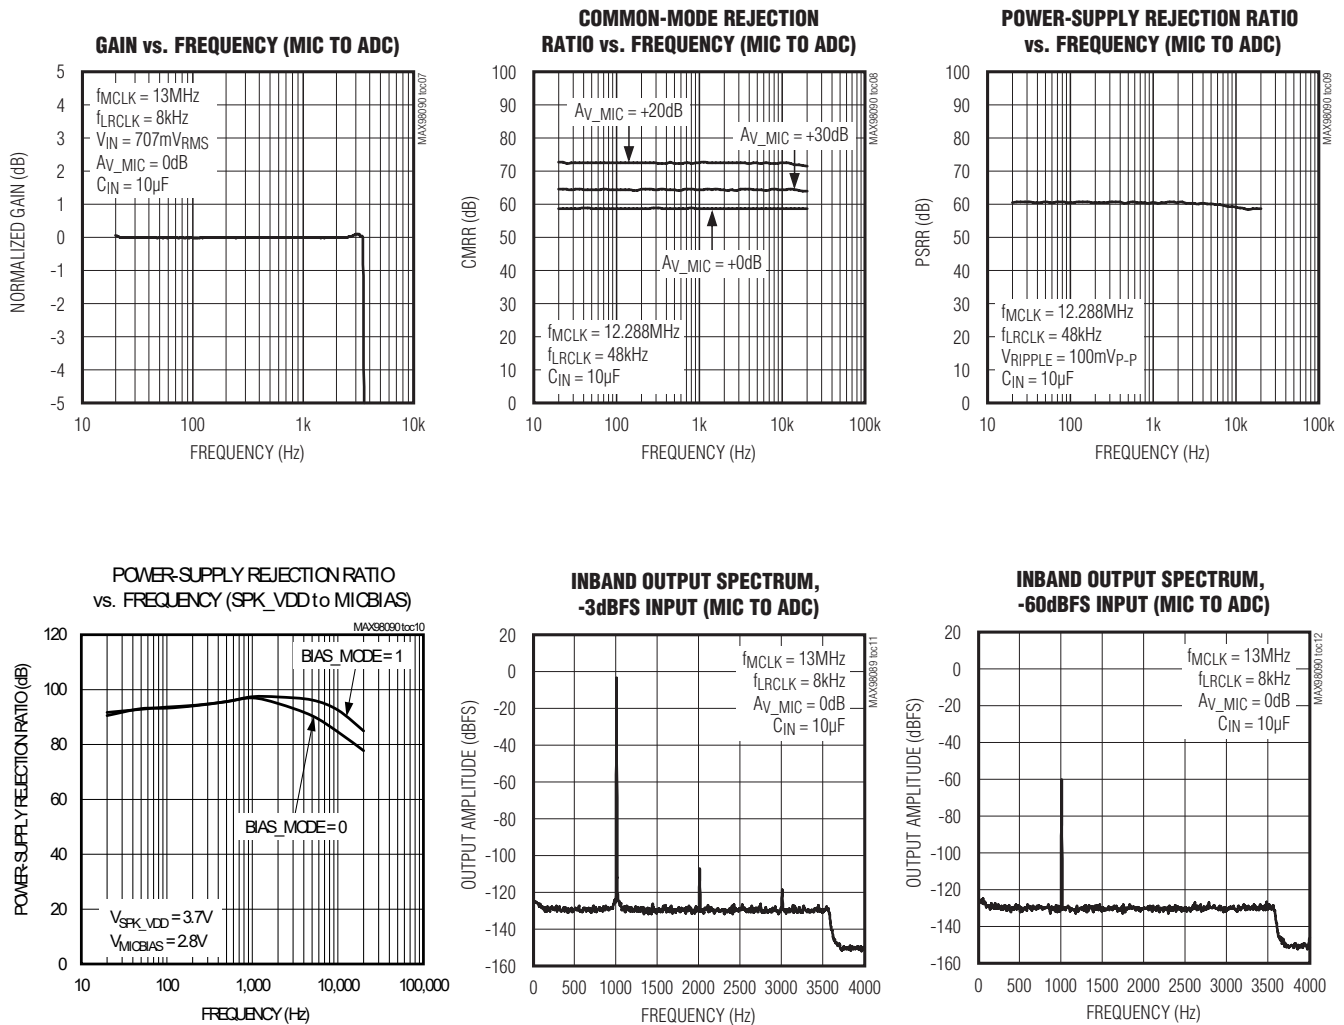 GAIN vs. FREQUENCY (MIC TO ADC)
MAX98090 toc07
fMCLK = 13MHz
fLRCLK = 8kHz
VIN = 707mVRMS
AV_MIC = 0dB
CIN = 10µF
NORMALIZED GAIN (dB)
5
4
3
2
1
0
-1
-2
-3
-4
-5
10
100
1k
10k
FREQUENCY (Hz)
COMMON-MODE REJECTION
RATIO vs. FREQUENCY (MIC TO ADC)
MAX98090 toc08
AV_MIC = +20dB
AV_MIC = +30dB
AV_MIC = +0dB
fMCLK = 12.288MHz
fLRCLK = 48kHz
CIN = 10µF
CMRR (dB)
100
90
80
70
60
50
40
30
20
10
0
10
100
1k
10k
100k
FREQUENCY (Hz)
POWER-SUPPLY REJECTION RATIO
vs. FREQUENCY (MIC TO ADC)
MAX98090 toc09
fMCLK = 12.288MHz
fLRCLK = 48kHz
VRIPPLE = 100mVP-P
CIN = 10µF
PSRR (dB)
100
90
80
70
60
50
40
30
20
10
0
10
100
1k
10k
100k
FREQUENCY (Hz)
POWER-SUPPLY REJECTION RATIO
vs. FREQUENCY (SPK_VDD to MICBIAS)
MAX98090 toc10
BIAS_MODE = 1
BIAS_MODE = 0
VSPK_VDD = 3.7V
VMICBIAS = 2.8V
POWER-SUPPLY REJECTION RATIO (dB)
120
100
80
60
40
20
0
10
100
1,000
10,000
100,000
FREQUENCY (Hz)
INBAND OUTPUT SPECTRUM,
-3dBFS INPUT (MIC TO ADC)
MAX98089 toc11
fMCLK = 13MHz
fLRCLK = 8kHz
AV_MIC = 0dB
CIN = 10µF
OUTPUT AMPLITUDE (dBFS)
20
0
-20
-40
-60
-80
-100
-120
-140
-160
0
500
1000
1500
2000
2500
3000
3500
4000
FREQUENCY (Hz)
INBAND OUTPUT SPECTRUM,
-60dBFS INPUT (MIC TO ADC)
MAX98090 toc12
fMCLK = 13MHz
fLRCLK = 8kHz
AV_MIC = 0dB
CIN = 10µF
OUTPUT AMPLITUDE (dBFS)
20
0
-20
-40
-60
-80
-100
-120
-140
-160
0
500
1000
1500
2000
2500
3000
3500
4000
FREQUENCY (Hz)